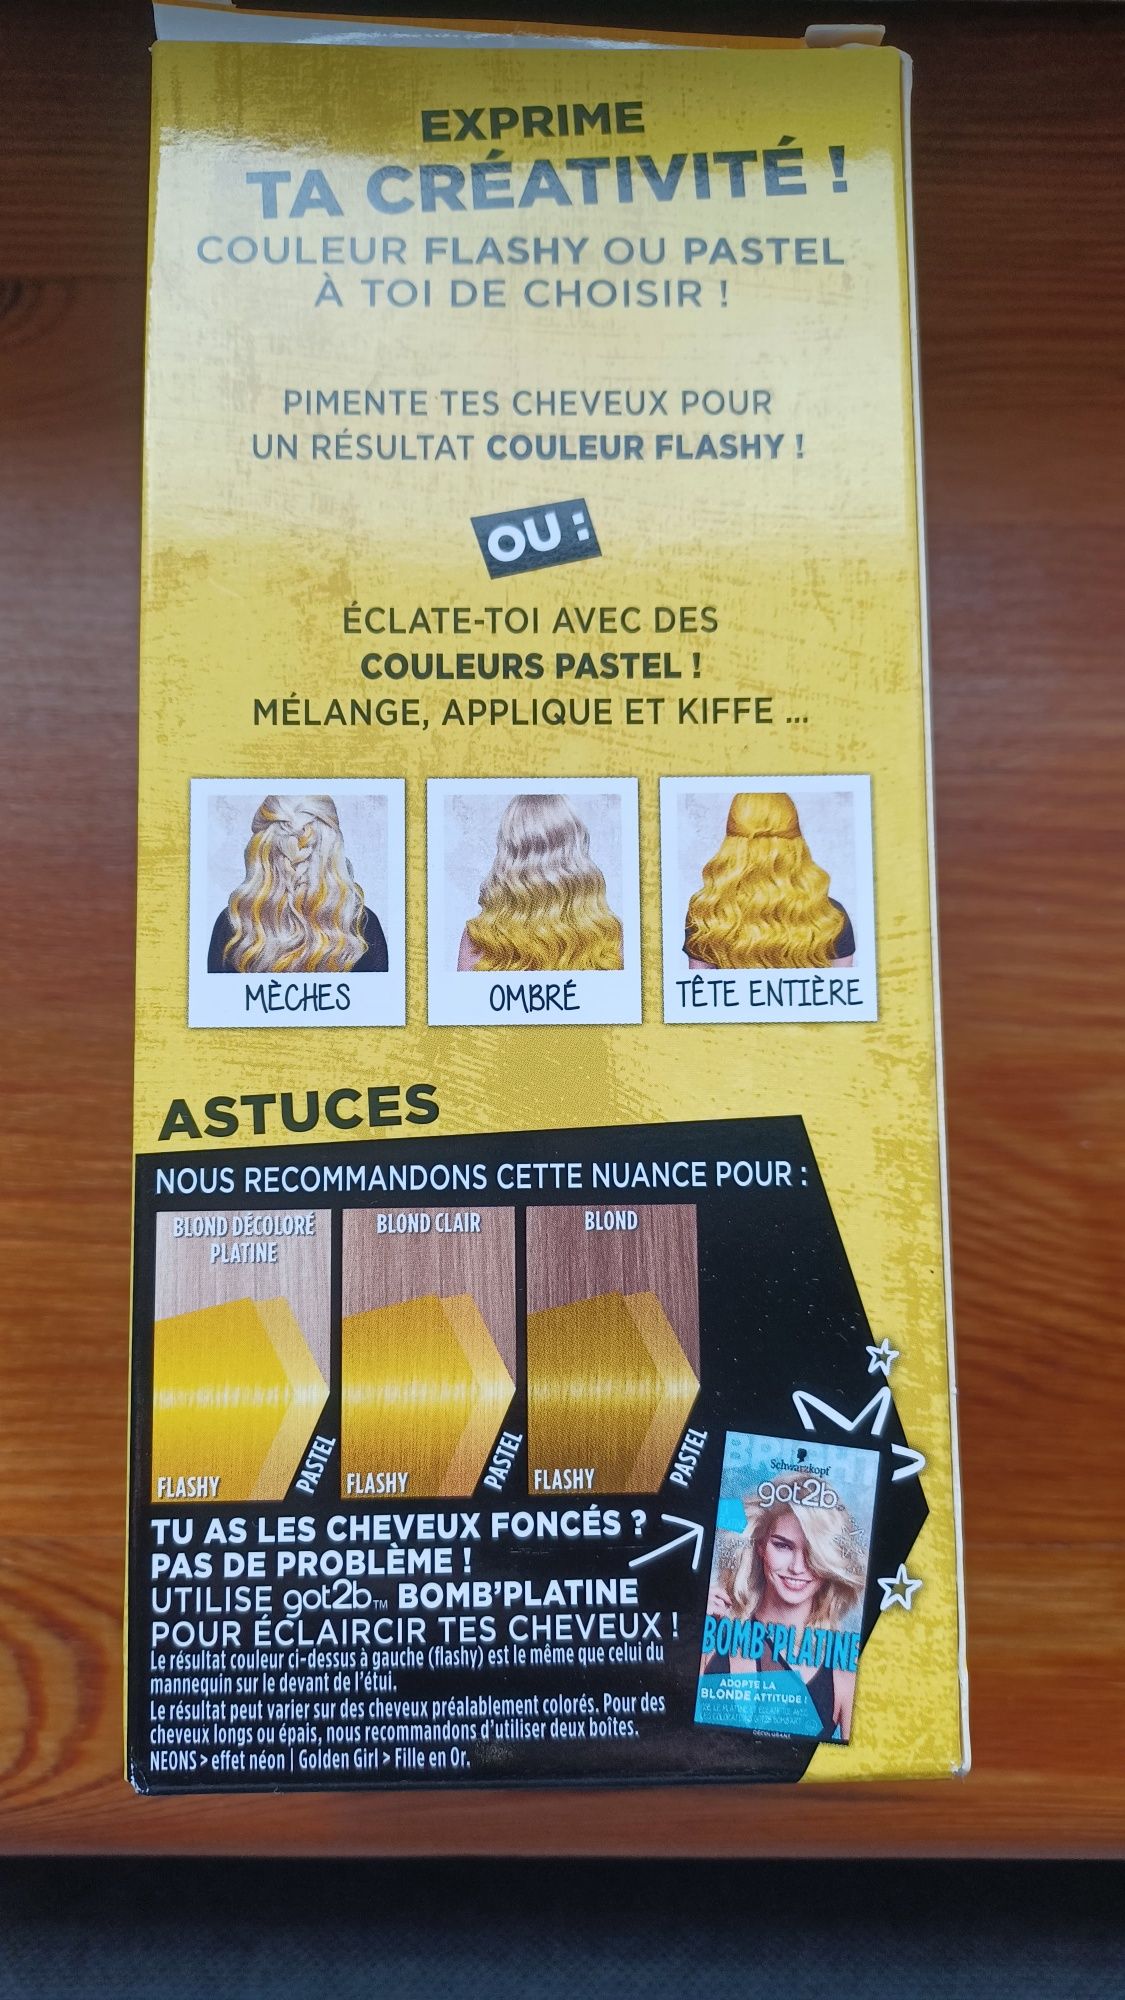 EXPRIME
TA CRÉATIVITÉ !
COULEUR FLASHY OU PASTEL
À TOI DE CHOISIR !
PIMENTE TES CHEVEUX POUR
UN RÉSULTAT COULEUR FLASHY !
OU :
ÉCLATE-TOI AVEC DES
COULEURS PASTEL !
MÉLANGE, APPLIQUE ET KIFFE ...
MÈCHES
OMBRÉ
TÊTE ENTIÈRE
ASTUCES
NOUS RECOMMANDONS CETTE NUANCE POUR :
BLOND DÉCOLORÉ
PLATINE
FLASHY
PASTEL
BLOND CLAIR
FLASHY
PASTEL
BLOND
FLASHY
PASTEL
TU AS LES CHEVEUX FONCÉS ?
PAS DE PROBLÈME !
UTILISE got2b™ BOMB'PLATINE
POUR ÉCLAIRCIR TES CHEVEUX !
Le résultat couleur ci-dessus à gauche (flashy) est le même que celui du
mannequin sur le devant de l'étui.
Le résultat peut varier sur des cheveux préalablement colorés. Pour des
cheveux longs ou épais, nous recommandons d'utiliser deux boîtes.
NEONS > effet néon | Golden Girl > Fille en Or.
Schwarzkopf
got2b
BOMB'PLATINE
ADOPTE LA
BLONDE ATTITUDE !